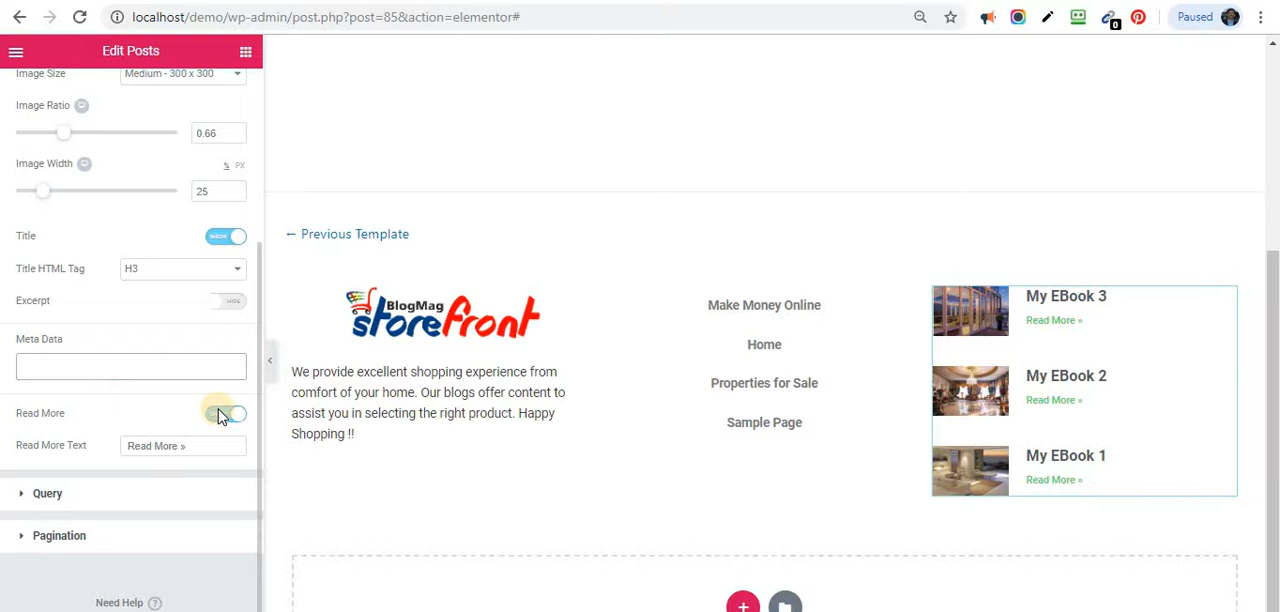 localhost/demo/wp-admin/post.php?post=85&action=elementor#
0
Paused
Edit Posts
Image Size
Medium - 300 x 300
Image Ratio
0.66
Image Width
% PX
25
Title
SHOW
Title HTML Tag
H3
Excerpt
HIDE
Meta Data
Read More
Read More Text
Read More »
Query
Pagination
Need Help ?
← Previous Template
BlogMag
storefront
We provide excellent shopping experience from
comfort of your home. Our blogs offer content to
assist you in selecting the right product. Happy
Shopping !!
Make Money Online
Home
Properties for Sale
Sample Page
My EBook 3
Read More »
My EBook 2
Read More »
My EBook 1
Read More »